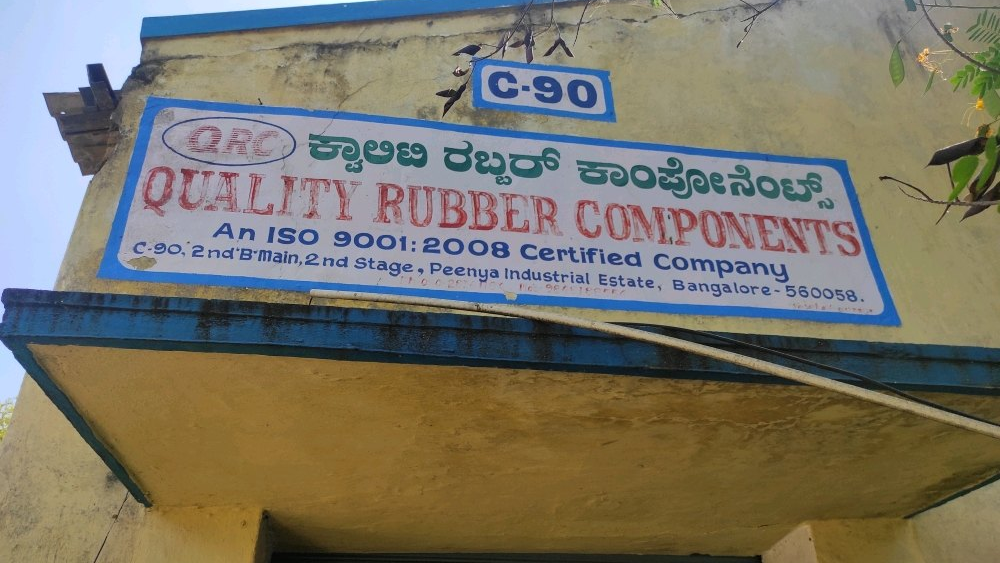 C-90
QRC ಕ್ವಾಲಿಟಿ ರಬ್ಬರ್ ಕಾಂಪೋನೆಂಟ್ಸ್
QUALITY RUBBER COMPONENTS
An ISO 9001:2008 Certified Company
C-90, 2nd "B" Main, 2nd Stage, Peenya Industrial Estate, Bangalore-560058.